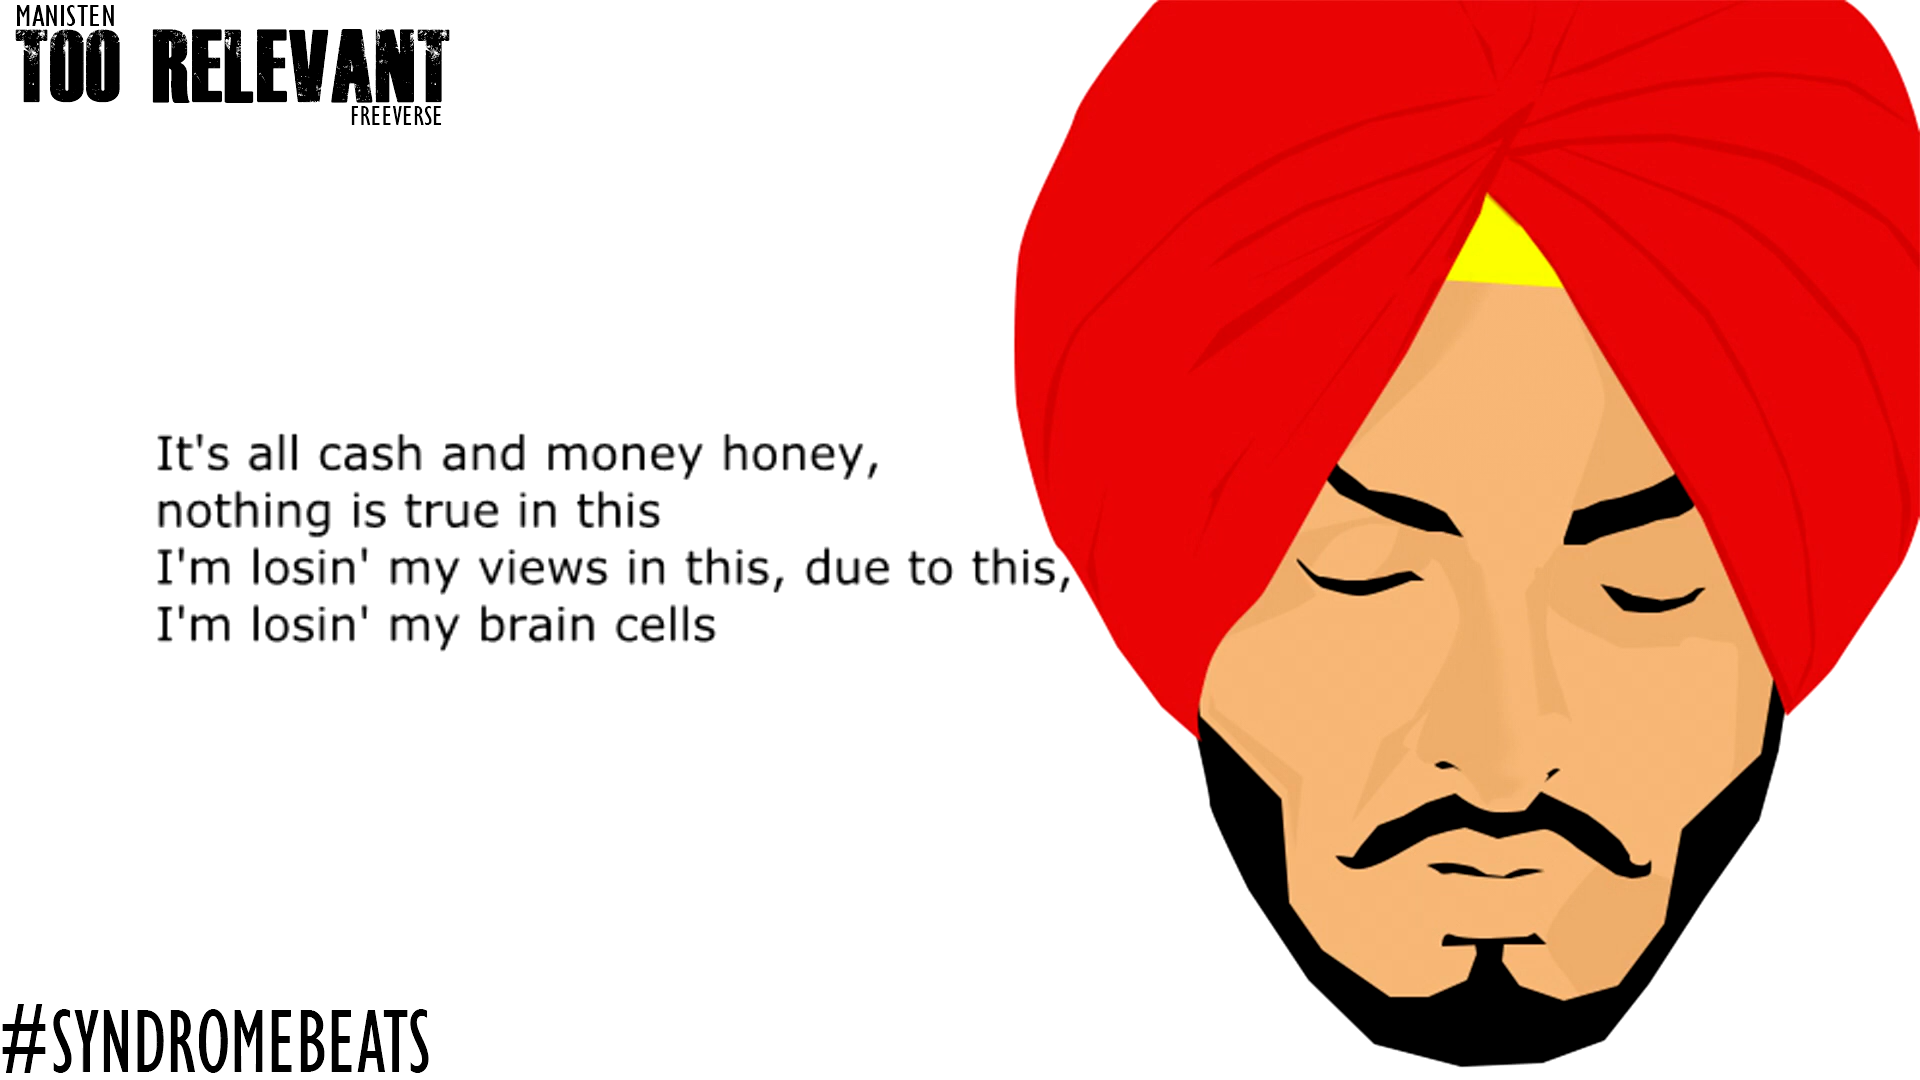 MANISTEN
TOO RELEVANT
FREEVERSE
It's all cash and money honey,
nothing is true in this
I'm losin' my views in this, due to this,
I'm losin' my brain cells
#SYNDROMEBEATS